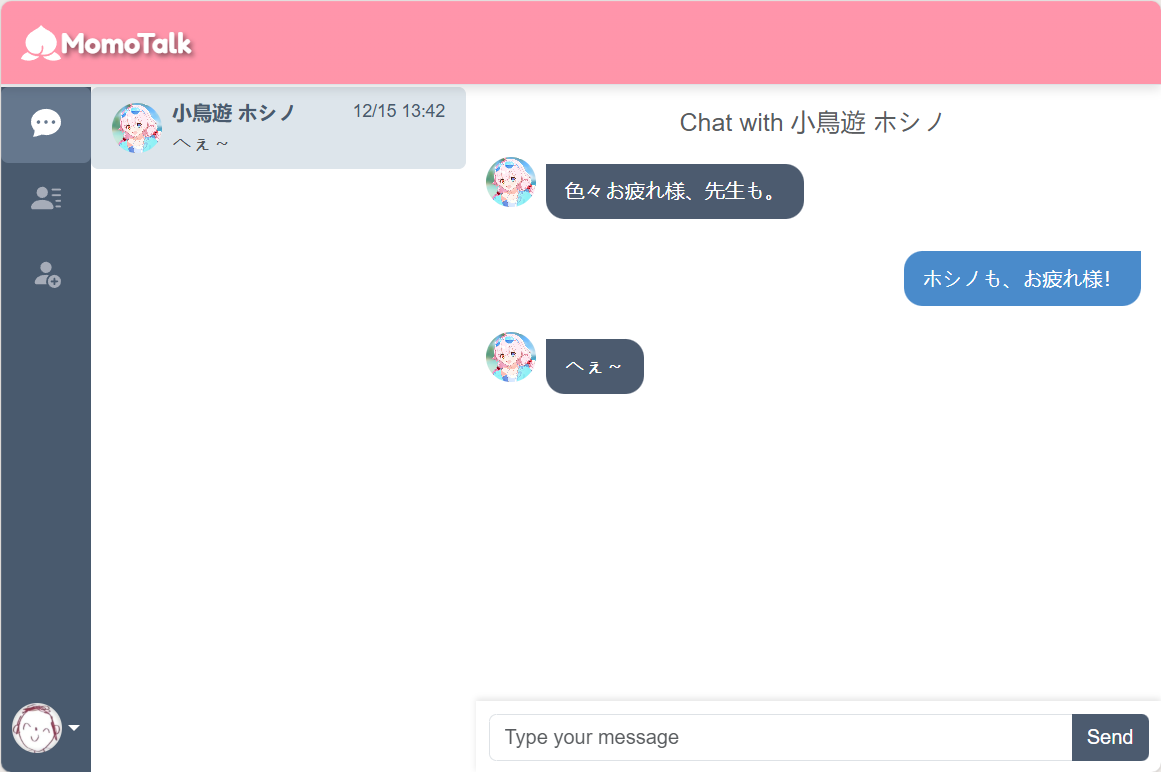 MomoTalk
小鳥遊 ホシノ
12/15 13:42
へぇ～
Chat with 小鳥遊 ホシノ
色々お疲れ様、先生も。
ホシノも、お疲れ様！
へぇ～
Type your message
Send